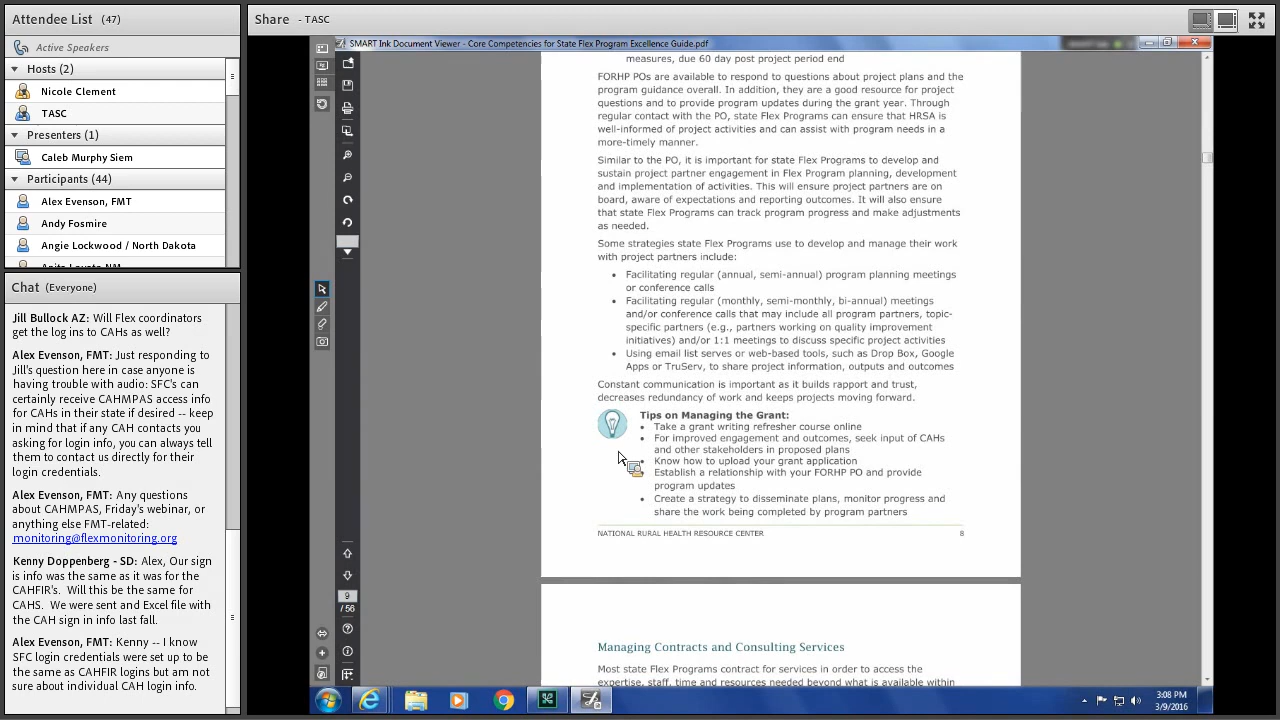 Attendee List (47)
Active Speakers
Hosts (2)
Nicole Clement
TASC
Presenters (1)
Caleb Murphy Siem
Participants (44)
Alex Evenson, FMT
Andy Fosmire
Angie Lockwood / North Dakota
Chat (Everyone)
Jill Bullock AZ: Will Flex coordinators
get the log ins to CAHs as well?
Alex Evenson, FMT: Just responding to
Jill's question here in case anyone is
having trouble with audio: SFC's can
certainly receive CAHMPAS access info
for CAHs in their state if desired -- keep
in mind that if any CAH contacts you
asking for login info, you can always tell
them to contact us directly for their
login credentials.
Alex Evenson, FMT: Any questions
about CAHMPAS, Friday's webinar, or
anything else FMT-related:
monitoring@flexmonitoring.org
Kenny Doppenberg - SD: Alex, Our sign
is info was the same as it was for the
CAHFIR's. Will this be the same for
CAHS. We were sent and Excel file with
the CAH sign in info last fall.
Alex Evenson, FMT: Kenny -- I know
SFC login credentials were set up to be
the same as CAHFIR logins but am not
sure about individual CAH login info.
Share - TASC
SMART Ink Document Viewer - Core Competencies for State Flex Program Excellence Guide.pdf
measures, due 60 day post project period end
FORHP POs are available to respond to questions about project plans and the
program guidance overall. In addition, they are a good resource for project
questions and to provide program updates during the grant year. Through
regular contact with the PO, state Flex Programs can ensure that HRSA is
well-informed of project activities and can assist with program needs in a
more-timely manner.
Similar to the PO, it is important for state Flex Programs to develop and
sustain project partner engagement in Flex Program planning, development
and implementation of activities. This will ensure project partners are on
board, aware of expectations and reporting outcomes. It will also ensure
that state Flex Programs can track program progress and make adjustments
as needed.
Some strategies state Flex Programs use to develop and manage their work
with project partners include:
• Facilitating regular (annual, semi-annual) program planning meetings
or conference calls
• Facilitating regular (monthly, semi-monthly, bi-annual) meetings
and/or conference calls that may include all program partners, topic-
specific partners (e.g., partners working on quality improvement
initiatives) and/or 1:1 meetings to discuss specific project activities
• Using email list serves or web-based tools, such as Drop Box, Google
Apps or TruServ, to share project information, outputs and outcomes
Constant communication is important as it builds rapport and trust,
decreases redundancy of work and keeps projects moving forward.
Tips on Managing the Grant:
• Take a grant writing refresher course online
• For improved engagement and outcomes, seek input of CAHs
and other stakeholders in proposed plans
• Know how to upload your grant application
Establish a relationship with your FORHP PO and provide
program updates
• Create a strategy to disseminate plans, monitor progress and
share the work being completed by program partners
NATIONAL RURAL HEALTH RESOURCE CENTER 8
Managing Contracts and Consulting Services
Most state Flex Programs contract for services in order to access the
expertise, staff, time and resources needed beyond what is available within
9
/ 56
3:08 PM
3/9/2016